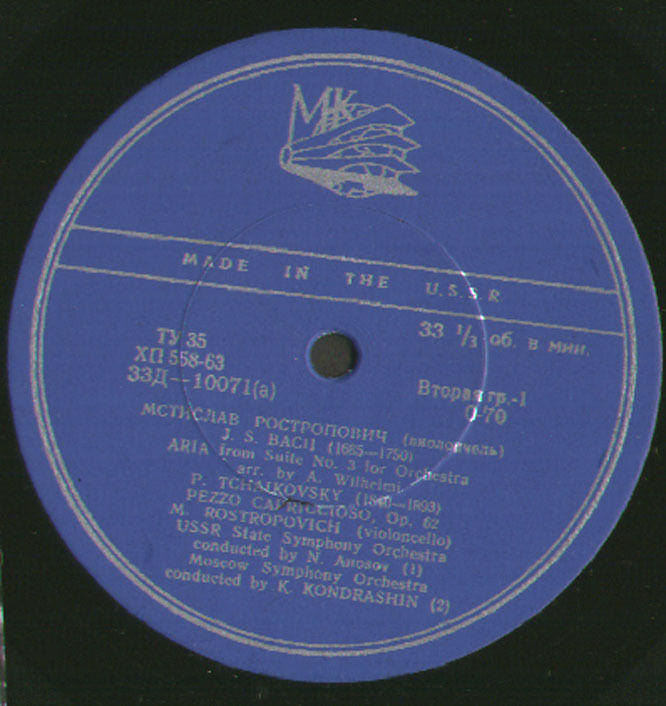 МК
MADE IN THE U.S.S.R
33 1/3 об. в мин.
ТУ 35
ХП 558-63
33Д—10071(а)
Вторая гр.-1
0-70
МСТИСЛАВ РОСТРОПОВИЧ (виолончель)
J. S. BACH (1685—1750)
ARIA from Suite No. 3 for Orchestra
arr. by A. Wilhelmi
P. TCHAIKOVSKY (1840—1893)
PEZZO CAPRICCIOSO, Op. 62
M. ROSTROPOVICH (violoncello)
USSR State Symphony Orchestra
conducted by N. Anosov (1)
Moscow Symphony Orchestra
conducted by K. KONDRASHIN (2)